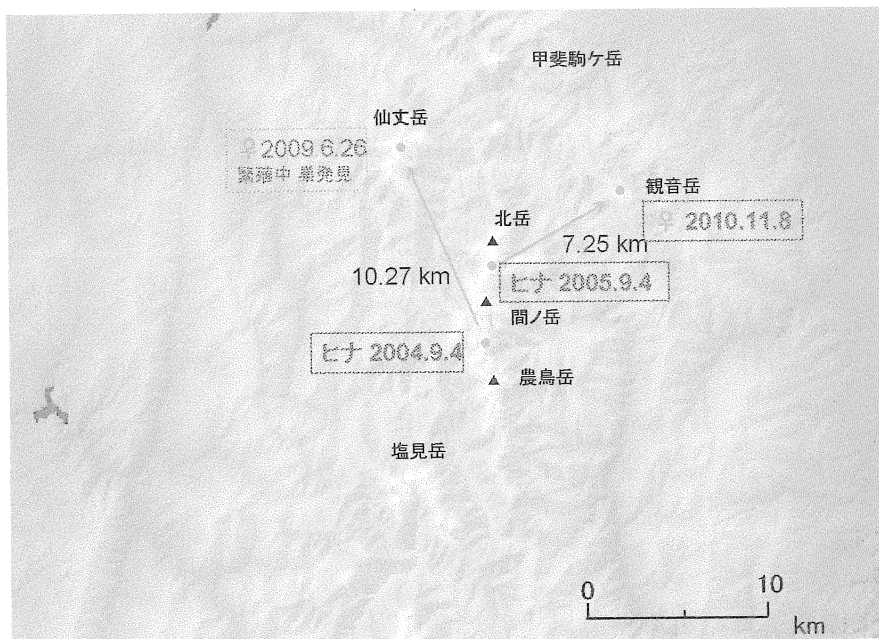 甲斐駒ケ岳
仙丈岳
♀ 2009 6.26
繁殖中 巣発見
観音岳
♀ 2010.11.8
北岳
7.25 km
10.27 km
ヒナ 2005.9.4
間ノ岳
ヒナ 2004.9.4
農鳥岳
塩見岳
0 10
km